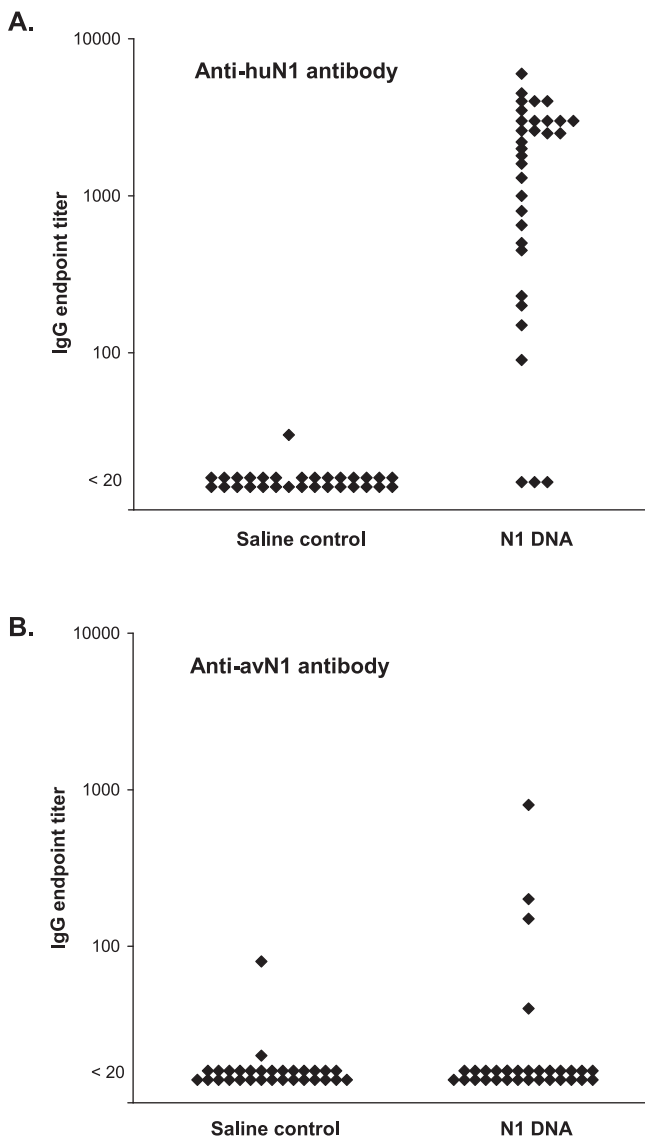 A.
10000
Anti-huN1 antibody
1000
IgG endpoint titer
100
< 20
Saline control N1 DNA
B.
10000
Anti-avN1 antibody
1000
IgG endpoint titer
100
< 20
Saline control N1 DNA